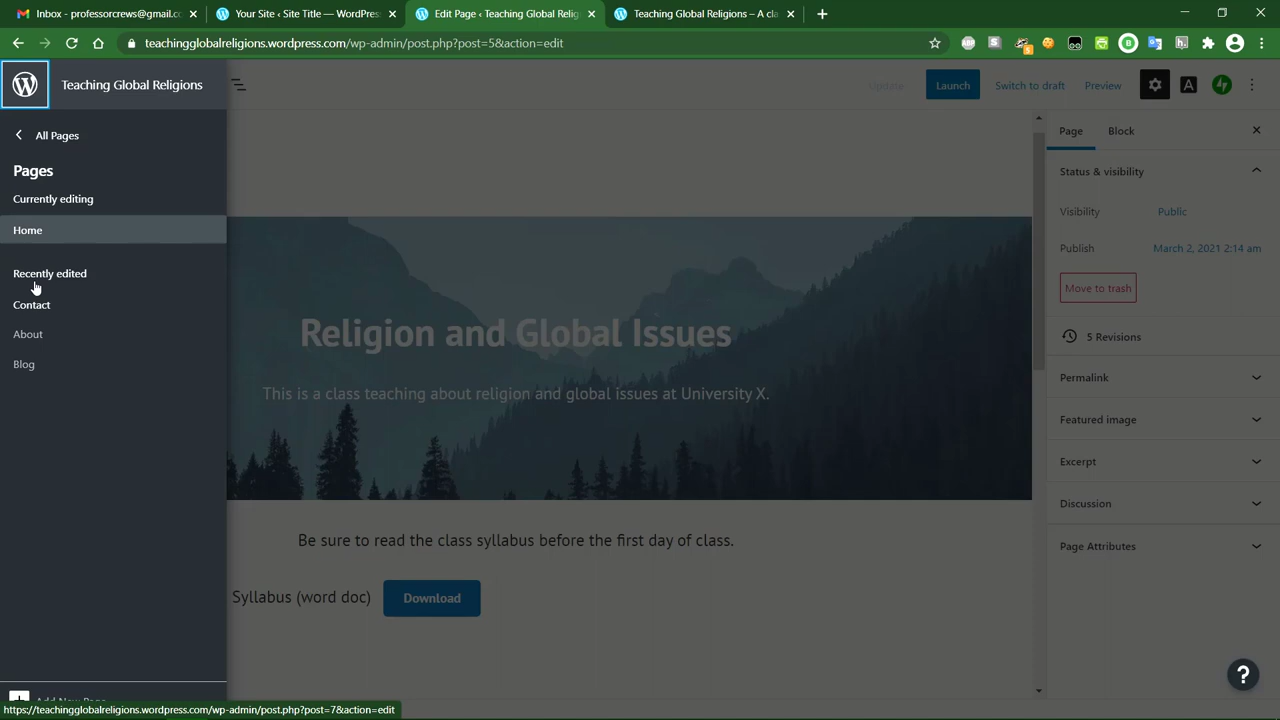 Inbox - professorcrews@gmail.c
Your Site ‹ Site Title — WordPres
Edit Page ‹ Teaching Global Relig
Teaching Global Religions – A cl
teachingglobalreligions.wordpress.com/wp-admin/post.php?post=5&action=edit
Teaching Global Religions
Update
Launch
Switch to draft
Preview
All Pages
Page
Block
Pages
Status & visibility
Currently editing
Visibility
Public
Home
Publish
March 2, 2021 2:14 am
Recently edited
Move to trash
Contact
Religion and Global Issues
About
5 Revisions
Blog
Permalink
This is a class teaching about religion and global issues at University X.
Featured image
Excerpt
Discussion
Be sure to read the class syllabus before the first day of class.
Page Attributes
Syllabus (word doc)
Download
Add New Page
https://teachingglobalreligions.wordpress.com/wp-admin/post.php?post=7&action=edit